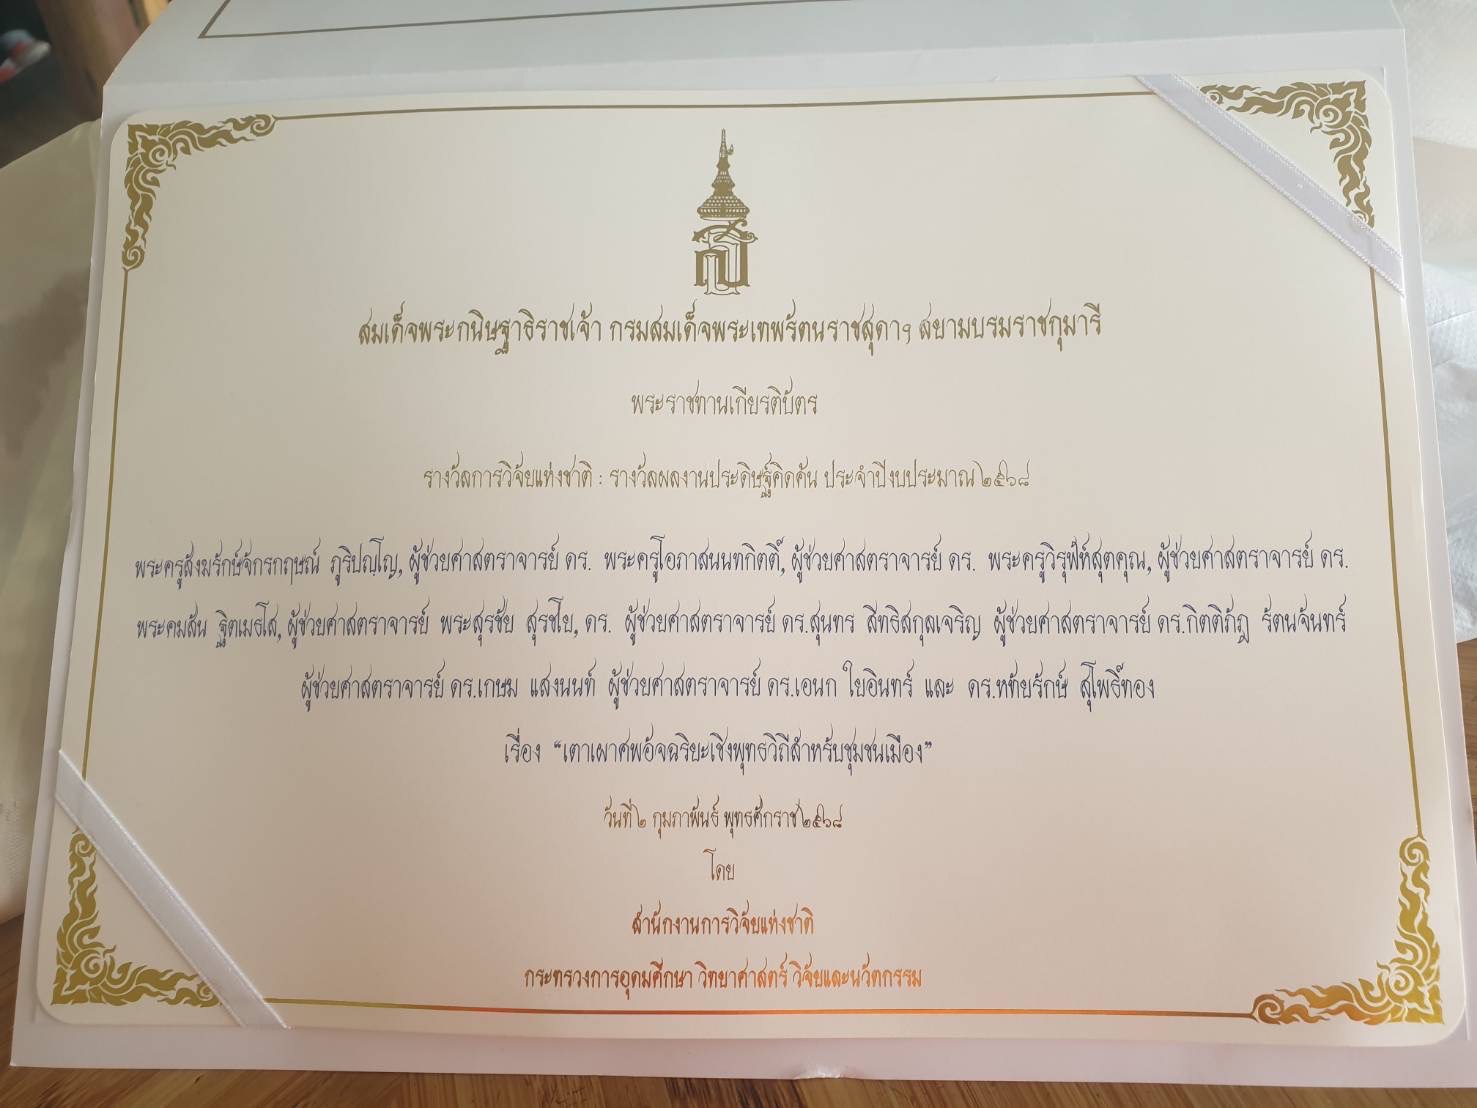 สมเด็จพระกนิษฐาธิราชเจ้า กรมสมเด็จพระเทพรัตนราชสุดาฯ สยามบรมราชกุมารี
พระราชทานเกียรติบัตร
รางวัลการวิจัยแห่งชาติ : รางวัลผลงานประดิษฐ์คิดค้น ประจำปีงบประมาณ ๒๕๖๘
พระครูสังฆรักษ์จักรกฤษณ์ ภูริปญฺโญ, ผู้ช่วยศาสตราจารย์ ดร. พระครูโอภาสนนทกิตติ์, ผู้ช่วยศาสตราจารย์ ดร. พระครูวิรุฬห์สุตคุณ, ผู้ช่วยศาสตราจารย์ ดร.
พระคมสัน ฐิตเมธโส, ผู้ช่วยศาสตราจารย์ พระสุรชัย สุรชโย, ดร. ผู้ช่วยศาสตราจารย์ ดร.สุนทร สิทธิสกุลเจริญ ผู้ช่วยศาสตราจารย์ ดร.กิตติภัฎ รัตนจันทร์
ผู้ช่วยศาสตราจารย์ ดร.เกษม แสงนนท์ ผู้ช่วยศาสตราจารย์ ดร.เอนก ใยอินทร์ และ ดร.หทัยรักษ์ สุโพธิ์ทอง
เรื่อง “เตาเผาศพอัจฉริยะเชิงพุทธวิถีสำหรับชุมชนเมือง”
วันที่ ๒ กุมภาพันธ์ พุทธศักราช ๒๕๖๘
โดย
สำนักงานการวิจัยแห่งชาติ
กระทรวงการอุดมศึกษา วิทยาศาสตร์ วิจัยและนวัตกรรม